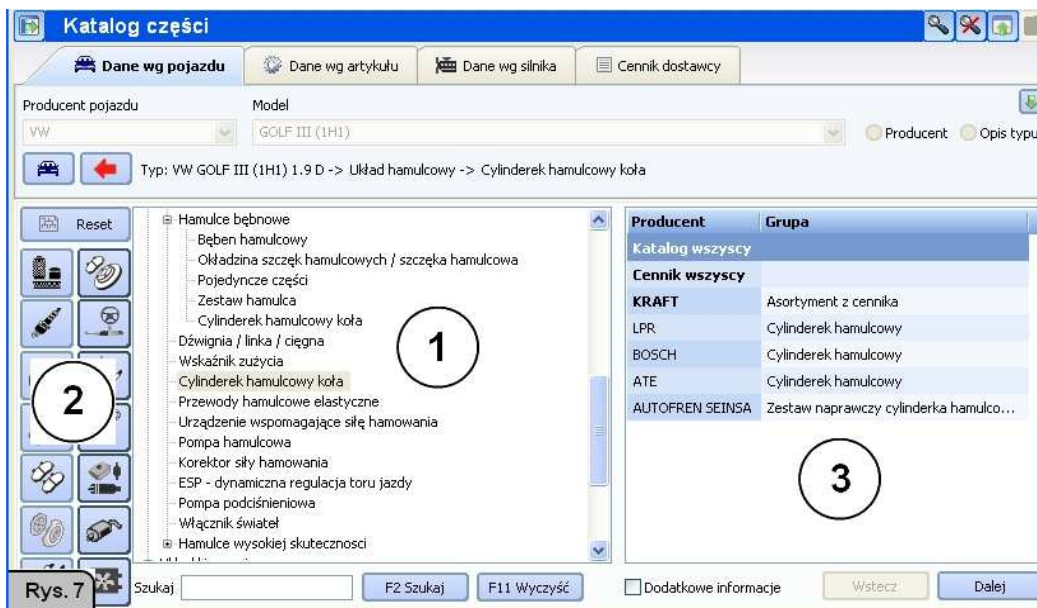 Katalog części
Dane wg pojazdu Dane wg artykułu Dane wg silnika Cennik dostawcy
Producent pojazdu Model
VW GOLF III (1H1) Producent Opis typu
Typ: VW GOLF III (1H1) 1.9 D -> Układ hamulcowy -> Cylinderek hamulcowy koła
Reset
Hamulce bębnowe
Bęben hamulcowy
Okładzina szczęk hamulcowych / szczęka hamulcowa
Pojedyncze części
Zestaw hamulca
Cylinderek hamulcowy koła
Dźwignia / linka / cięgna
Wskaźnik zużycia
Cylinderek hamulcowy koła
Przewody hamulcowe elastyczne
Urządzenie wspomagające siłę hamowania
Pompa hamulcowa
Korektor siły hamowania
ESP - dynamiczna regulacja toru jazdy
Pompa podciśnieniowa
Włącznik świateł
Hamulce wysokiej skutecznosci
1
2
Producent Grupa
Katalog wszyscy
Cennik wszyscy
KRAFT Asortyment z cennika
LPR Cylinderek hamulcowy
BOSCH Cylinderek hamulcowy
ATE Cylinderek hamulcowy
AUTOFREN SEINSA Zestaw naprawczy cylinderka hamulco...
3
Rys. 7 Szukaj F2 Szukaj F11 Wyczyść Dodatkowe informacje Wstecz Dalej